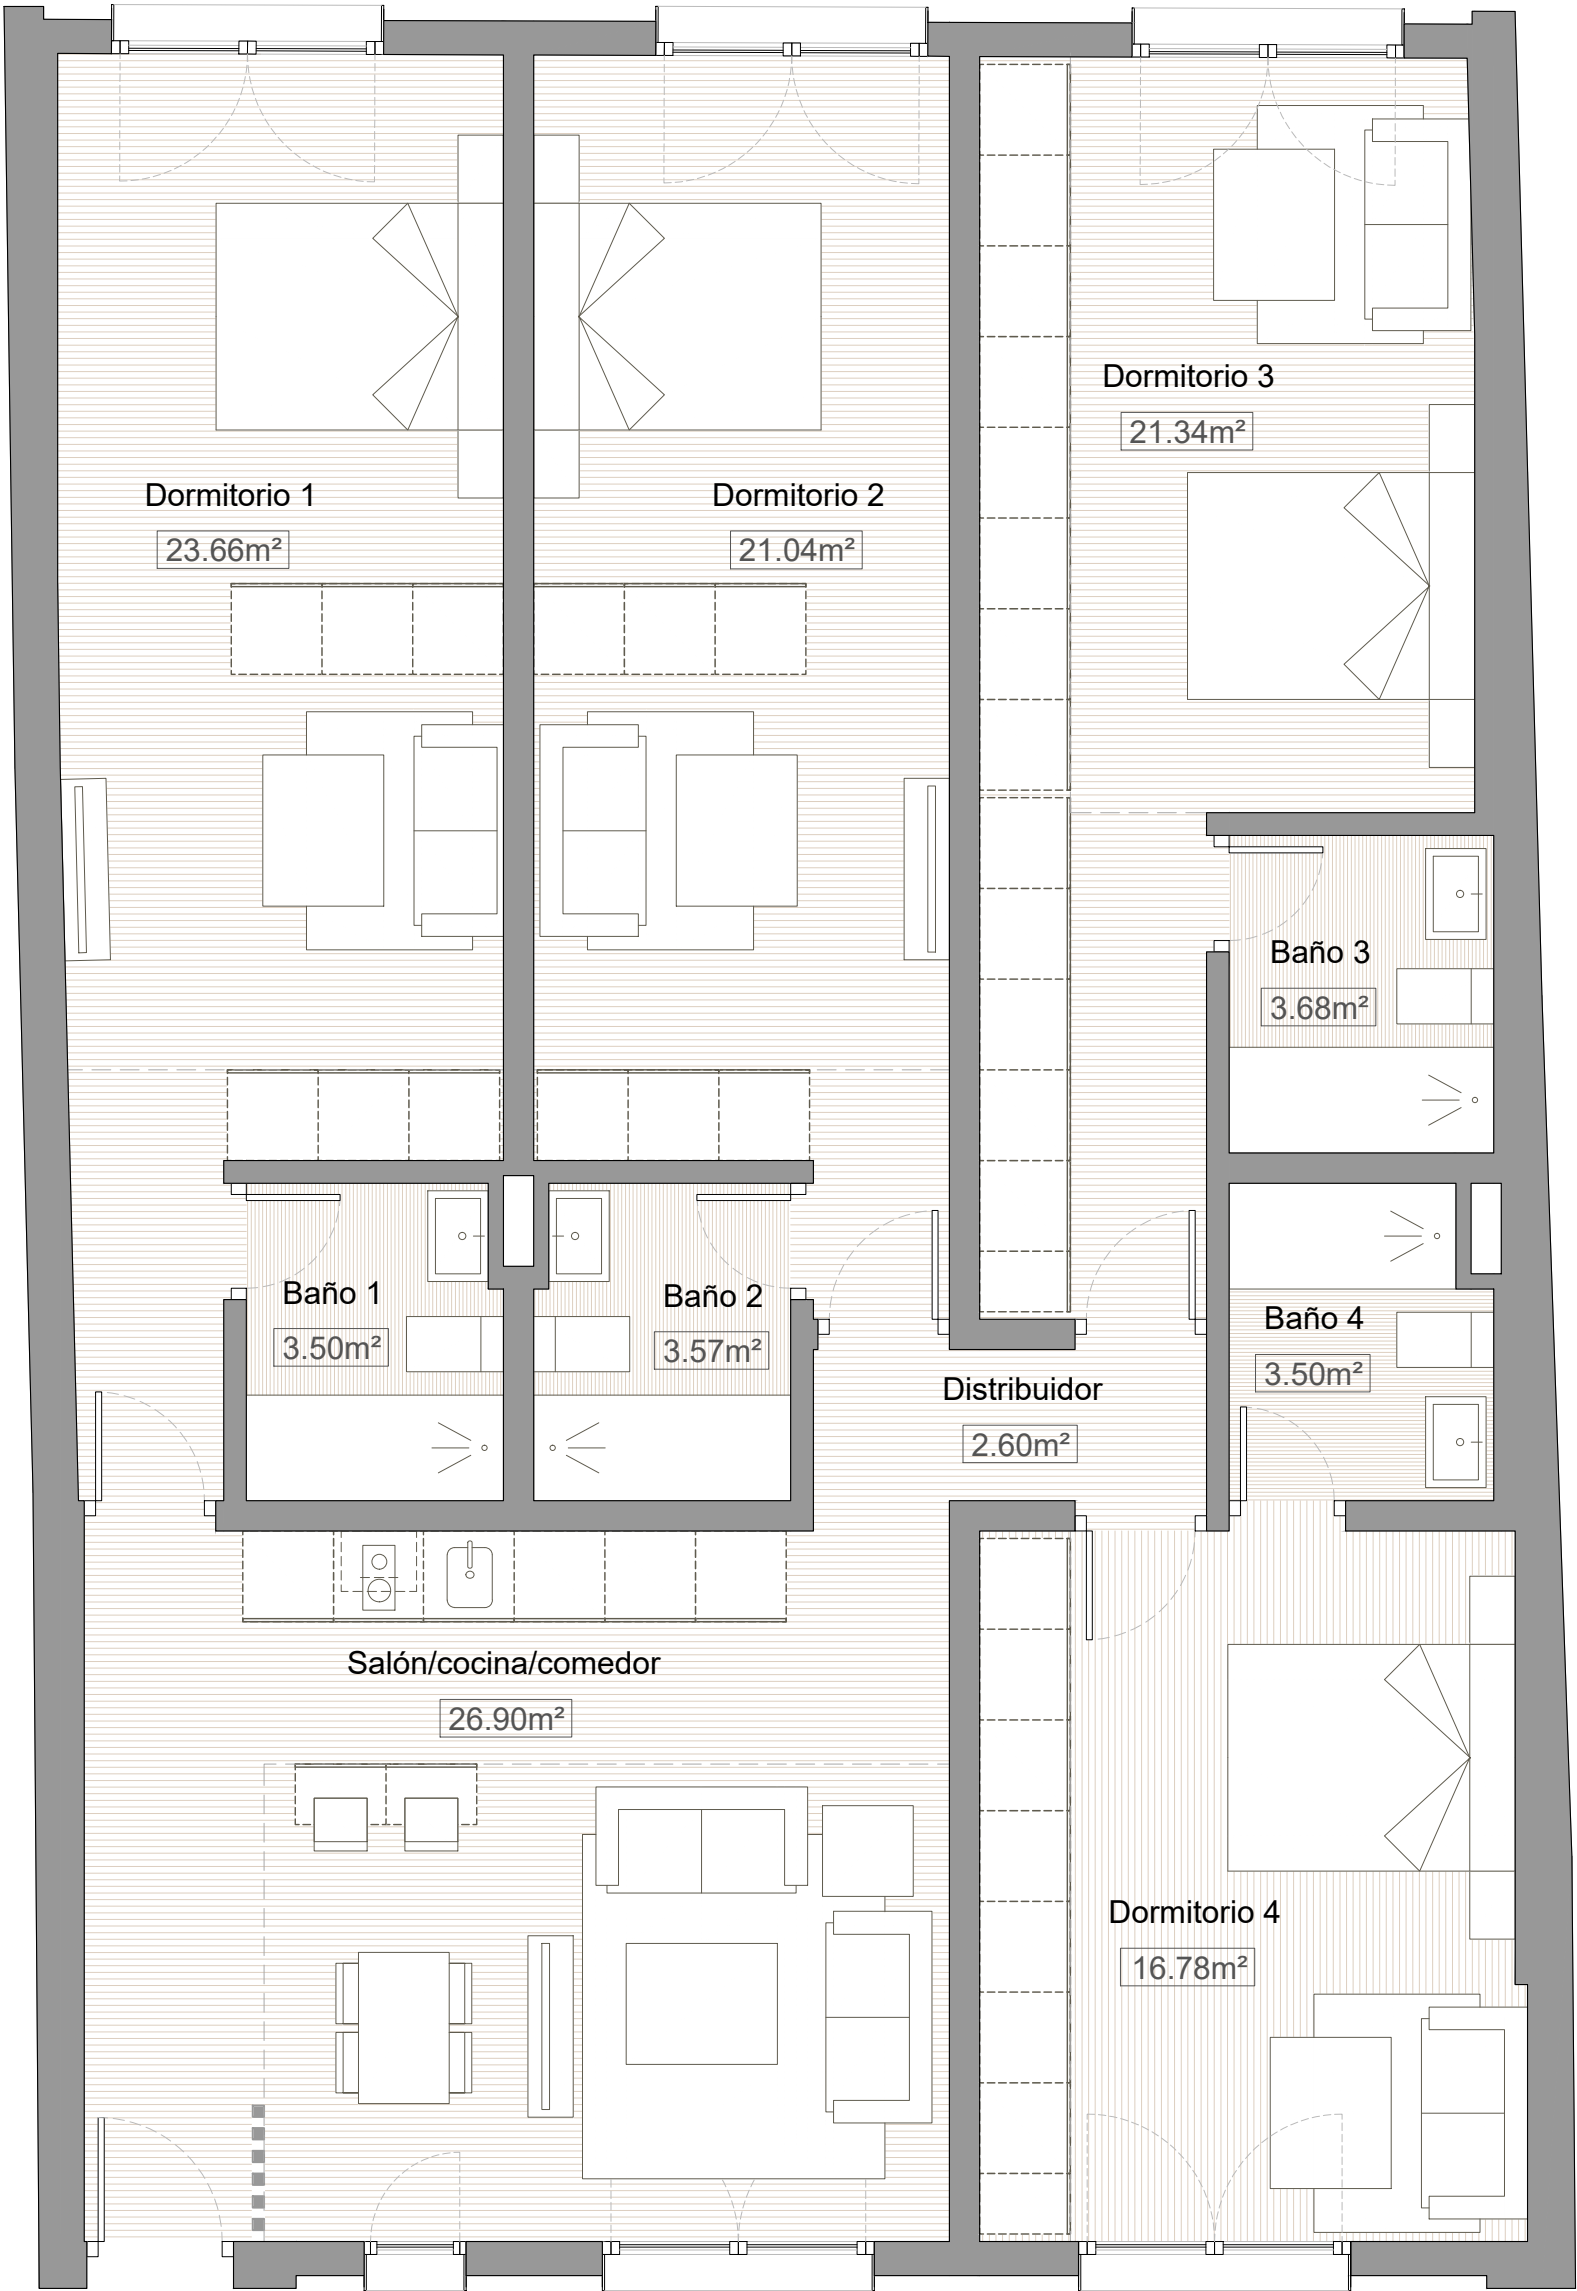 Dormitorio 3
21.34m²
Dormitorio 1
23.66m²
Dormitorio 2
21.04m²
Baño 3
3.68m²
Baño 1
3.50m²
Baño 2
3.57m²
Baño 4
3.50m²
Distribuidor
2.60m²
Salón/cocina/comedor
26.90m²
Dormitorio 4
16.78m²